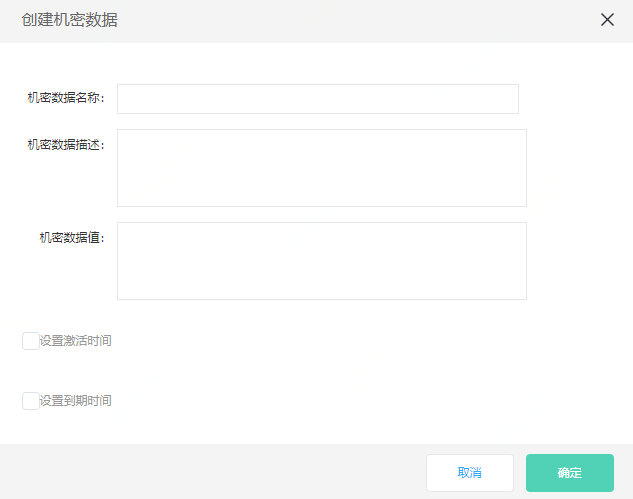 创建机密数据
机密数据名称：
机密数据描述：
机密数据值：
设置激活时间
设置到期时间
取消
确定